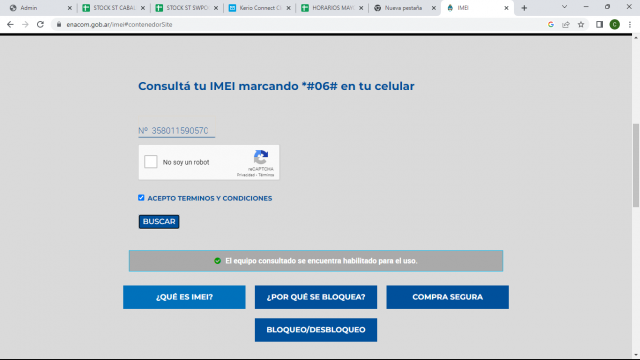 Admin
STOCK ST CABAL
STOCK ST SWPO
Kerio Connect Cl
HORARIOS MAY
Nueva pestaña
IMEI
enacom.gob.ar/imei#contenedorSite
G
C
Consultá tu IMEI marcando *#06# en tu celular
Nº 358011590570
No soy un robot
reCAPTCHA
Privacidad - Términos
ACEPTO TERMINOS Y CONDICIONES
BUSCAR
El equipo consultado se encuentra habilitado para el uso.
¿QUÉ ES IMEI?
¿POR QUÉ SE BLOQUEA?
COMPRA SEGURA
BLOQUEO/DESBLOQUEO